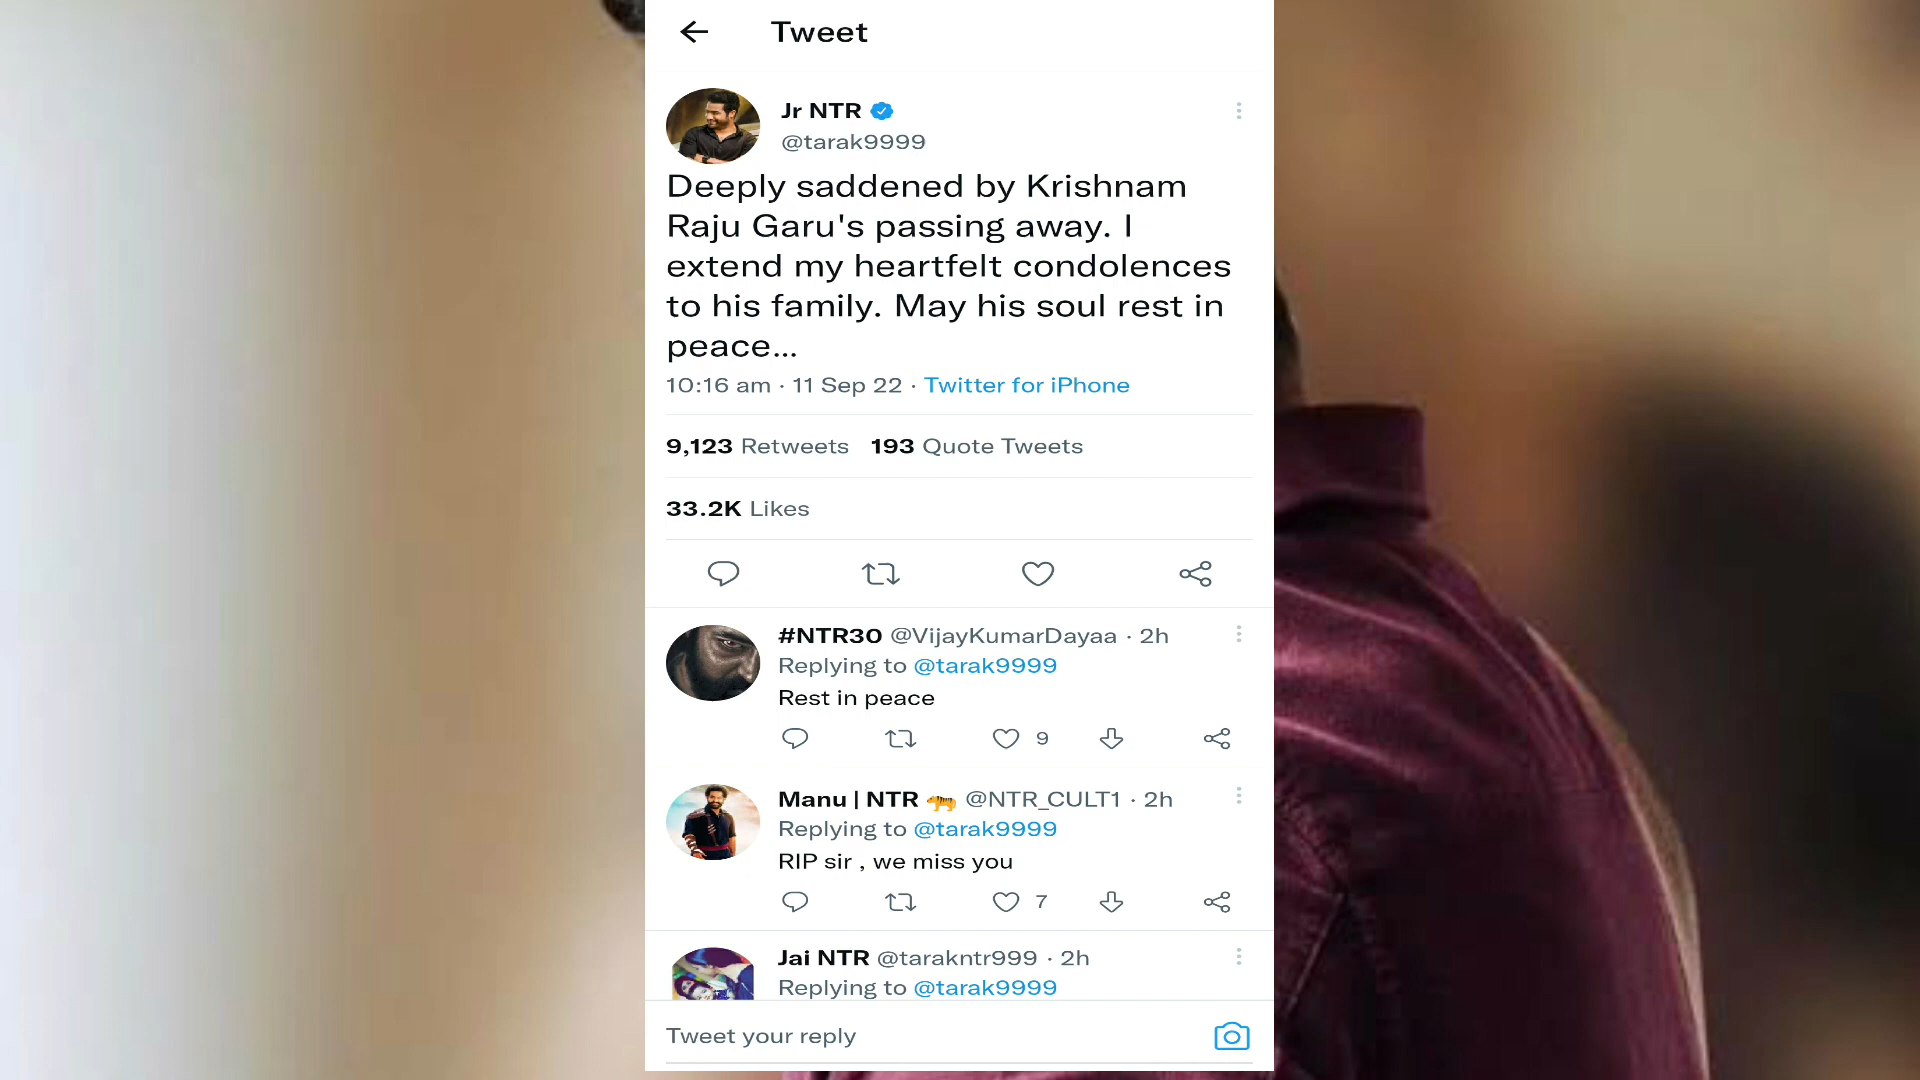 Tweet
Jr NTR
@tarak9999
Deeply saddened by Krishnam
Raju Garu's passing away. I
extend my heartfelt condolences
to his family. May his soul rest in
peace...
10:16 am · 11 Sep 22 · Twitter for iPhone
9,123 Retweets 193 Quote Tweets
33.2K Likes
#NTR30 @VijayKumarDayaa · 2h
Replying to @tarak9999
Rest in peace
9
Manu | NTR 🐅 @NTR_CULT1 · 2h
Replying to @tarak9999
RIP sir , we miss you
7
Jai NTR @tarakntr999 · 2h
Replying to @tarak9999
Tweet your reply